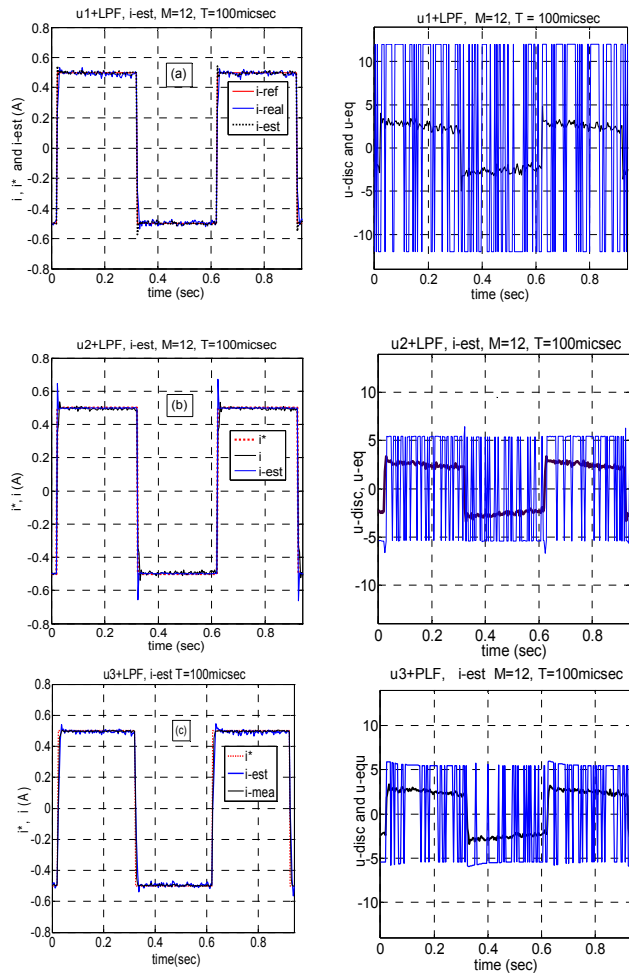 u1+LPF, i-est, M=12, T=100micsec
0.8
0.6
0.4
0.2
0
-0.2
-0.4
-0.6
-0.8
0 0.2 0.4 0.6 0.8
time (sec)
i , i* and i-est (A)
(a)
i-ref
i-real
i-est
u1+LPF, M=12, T = 100micsec
10
5
0
-5
-10
0 0.2 0.4 0.6 0.8
time (sec)
u-disc and u-eq
u2+LPF, i-est, M=12, T=100micsec
0.8
0.6
0.4
0.2
0
-0.2
-0.4
-0.6
-0.8
0 0.2 0.4 0.6 0.8
time (sec)
i*, i (A)
(b)
i*
i
i-est
u2+LPF, i-est, M=12, T=100micsec
10
5
0
-5
-10
0 0.2 0.4 0.6 0.8
time (sec)
u-disc, u-eq
u3+LPF, i-est T=100micsec
0.8
0.6
0.4
0.2
0
-0.2
-0.4
-0.6
-0.8
0 0.2 0.4 0.6 0.8
time(sec)
i*, i (A)
(c)
i*
i-est
i-mea
u3+PLF, i-est M=12, T=100micsec
10
5
0
-5
-10
0 0.2 0.4 0.6 0.8
time (sec)
u-disc and u-equ